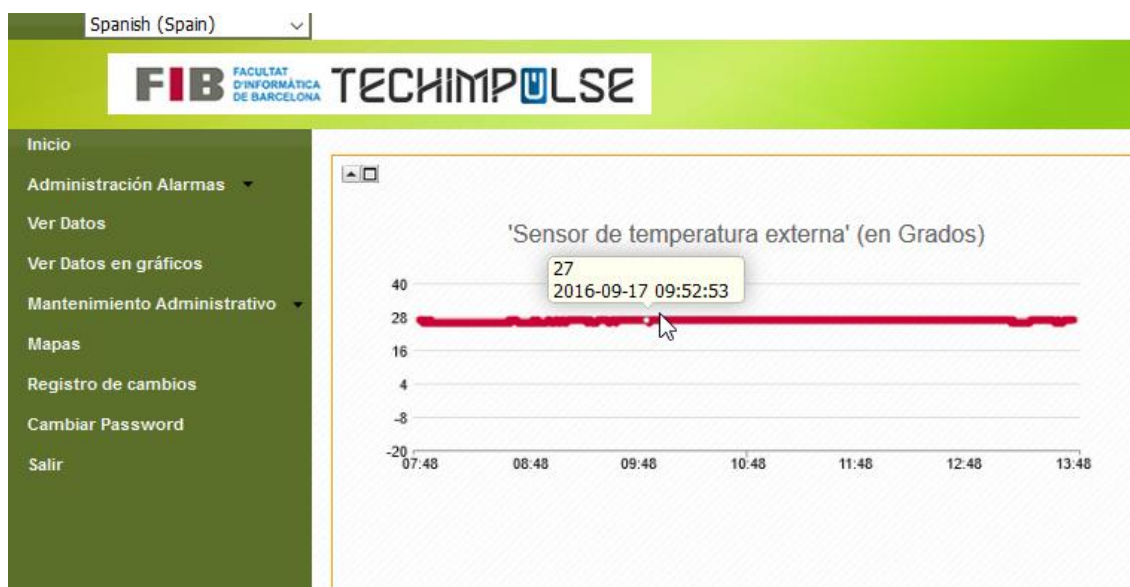 Spanish (Spain)
FIB FACULTAT D'INFORMÀTICA DE BARCELONA TECHIMPULSE
Inicio
Administración Alarmas
Ver Datos
Ver Datos en gráficos
Mantenimiento Administrativo
Mapas
Registro de cambios
Cambiar Password
Salir
'Sensor de temperatura externa' (en Grados)
27
2016-09-17 09:52:53
40
28
16
4
-8
-20
07:48 08:48 09:48 10:48 11:48 12:48 13:48